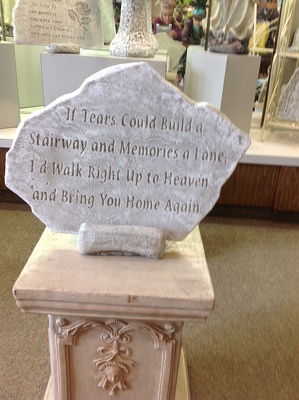 If Tears Could Build a
Stairway and Memories a Lane,
I'd Walk Right Up to Heaven
and Bring You Home Again